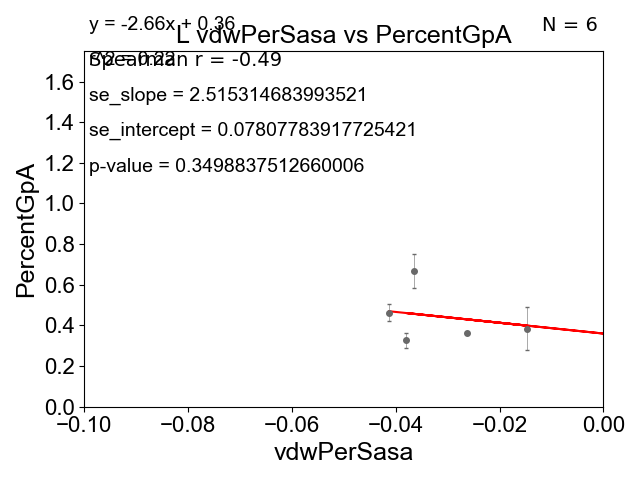 y = -2.66x + 0.36
N = 6
L vdwPerSasa vs PercentGpA
Spearman r = -0.49
se_slope = 2.515314683993521
se_intercept = 0.07807783917725421
p-value = 0.3498837512660006
PercentGpA
1.6
1.4
1.2
1.0
0.8
0.6
0.4
0.2
0.0
−0.10
−0.08
−0.06
−0.04
−0.02
0.00
vdwPerSasa